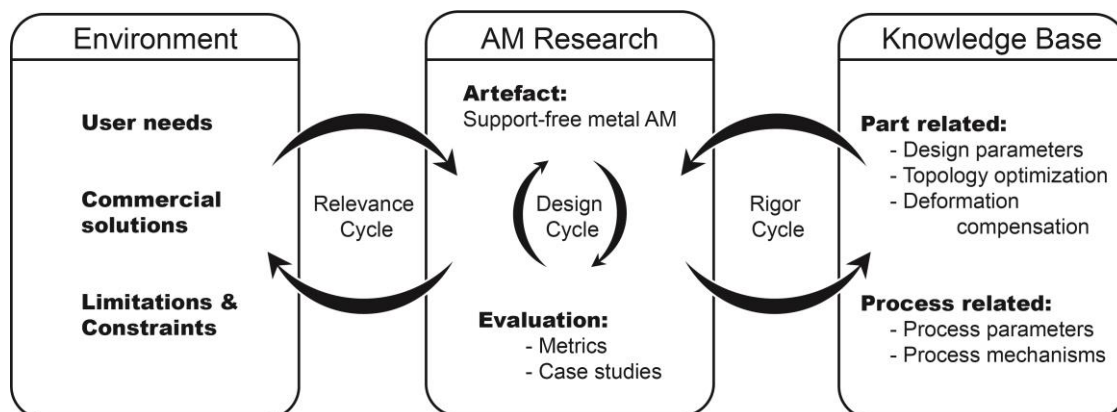 Environment
User needs
Commercial
solutions
Limitations &
Constraints
Relevance
Cycle
AM Research
Artefact:
Support-free metal AM
Design
Cycle
Evaluation:
- Metrics
- Case studies
Rigor
Cycle
Knowledge Base
Part related:
- Design parameters
- Topology optimization
- Deformation
compensation
Process related:
- Process parameters
- Process mechanisms